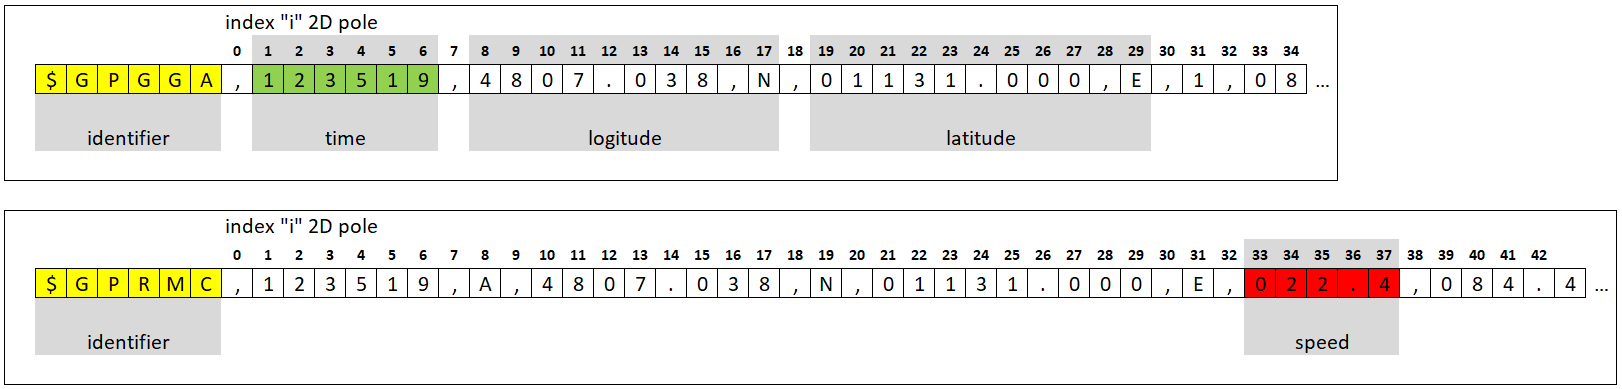 index "i" 2D pole
0 1 2 3 4 5 6 7 8 9 10 11 12 13 14 15 16 17 18 19 20 21 22 23 24 25 26 27 28 29 30 31 32 33 34
$ G P G G A , 1 2 3 5 1 9 , 4 8 0 7 . 0 3 8 , N , 0 1 1 3 1 . 0 0 0 , E , 1 , 0 8 ...
identifier time logitude latitude
index "i" 2D pole
0 1 2 3 4 5 6 7 8 9 10 11 12 13 14 15 16 17 18 19 20 21 22 23 24 25 26 27 28 29 30 31 32 33 34 35 36 37 38 39 40 41 42
$ G P R M C , 1 2 3 5 1 9 , A , 4 8 0 7 . 0 3 8 , N , 0 1 1 3 1 . 0 0 0 , E , 0 2 2 . 4 , 0 8 4 . 4 ...
identifier speed